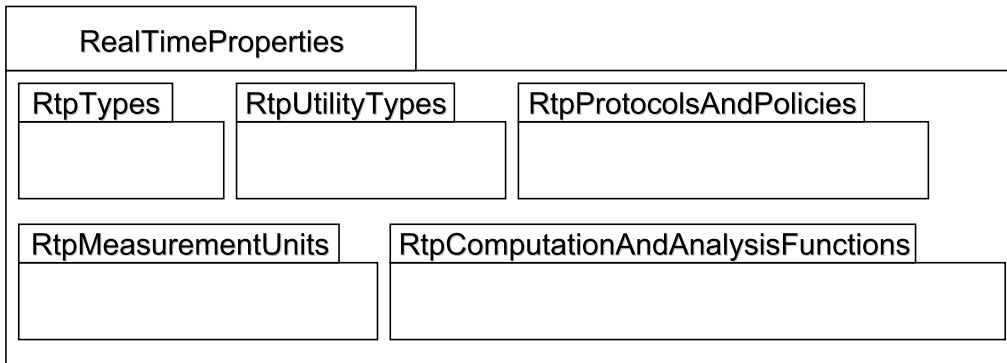 RealTimeProperties
RtpTypes
RtpUtilityTypes
RtpProtocolsAndPolicies
RtpMeasurementUnits
RtpComputationAndAnalysisFunctions